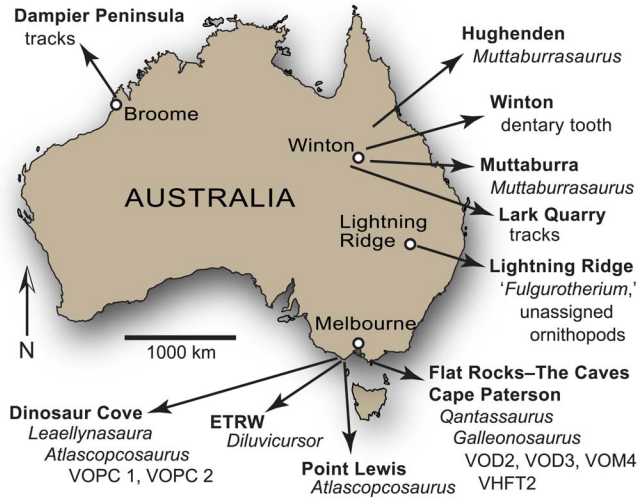 Dampier Peninsula
tracks
Broome
Hughenden
Muttaburrasaurus
Winton
dentary tooth
Winton
Muttaburra
Muttaburrasaurus
AUSTRALIA
Lark Quarry
tracks
Lightning
Ridge
Lightning Ridge
‘Fulgurotherium,’
unassigned
ornithopods
N
1000 km
Melbourne
Flat Rocks–The Caves
Cape Paterson
Qantassaurus
Galleonosaurus
VOD2, VOD3, VOM4
VHFT2
Dinosaur Cove
Leaellynasaura
Atlascopcosaurus
VOPC 1, VOPC 2
ETRW
Diluvicursor
Point Lewis
Atlascopcosaurus